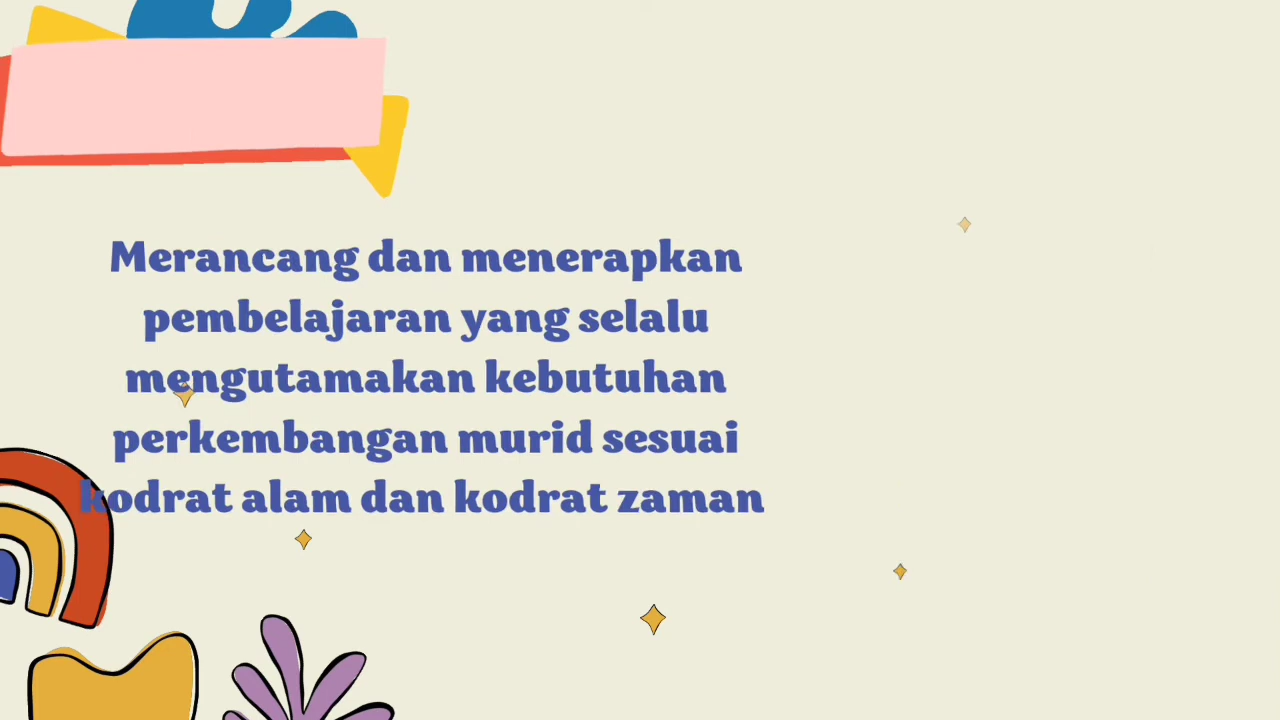 Merancang dan menerapkan
pembelajaran yang selalu
mengutamakan kebutuhan
perkembangan murid sesuai
kodrat alam dan kodrat zaman